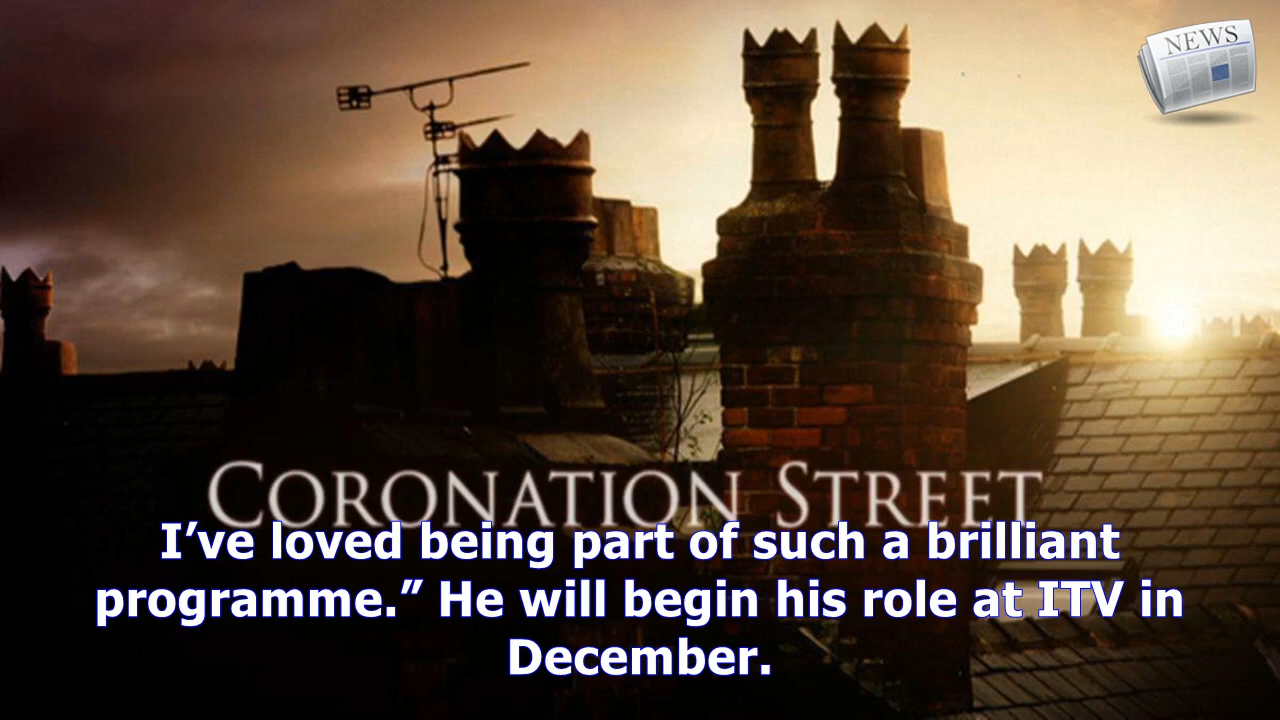 NEWS
CORONATION STREET
I’ve loved being part of such a brilliant
programme.” He will begin his role at ITV in
December.